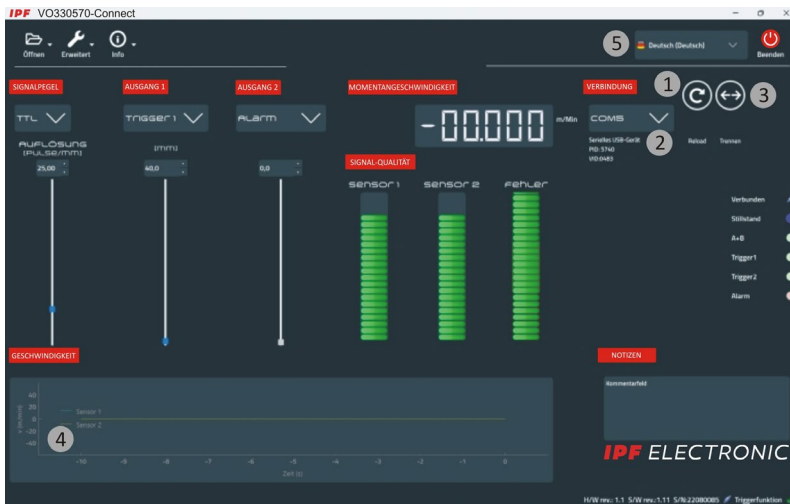 IPF VO330570-Connect
Öffnen Erweitert Info
5 Deutsch (Deutsch) Beenden
SIGNALPEGEL AUSGANG 1 AUSGANG 2 MOMENTANGESCHWINDIGKEIT VERBINDUNG 1 3
TTL Trigger 1 Alarm -00.000 m/Min COM5
AUFLÖSUNG
[Pulse/mm] [mm]
Serielles USB-Gerät 2 Reload Trennen
PID: 5740
VID:0483
25,00 40,0 0,0
SIGNAL-QUALITÄT
Sensor 1 Sensor 2 Fehler
Verbunden
Stillstand
A+B
Trigger1
Trigger2
Alarm
GESCHWINDIGKEIT NOTIZEN
Kommentarfeld
40
20
0
-20
-40
v [m/min]
Sensor 1
Sensor 2
4
-10 -9 -8 -7 -6 -5 -4 -3 -2 -1 0
Zeit (s)
IPF ELECTRONIC
H/W rev.: 1.1 S/W rev.:1.11 S/N:22080085 Triggerfunktion